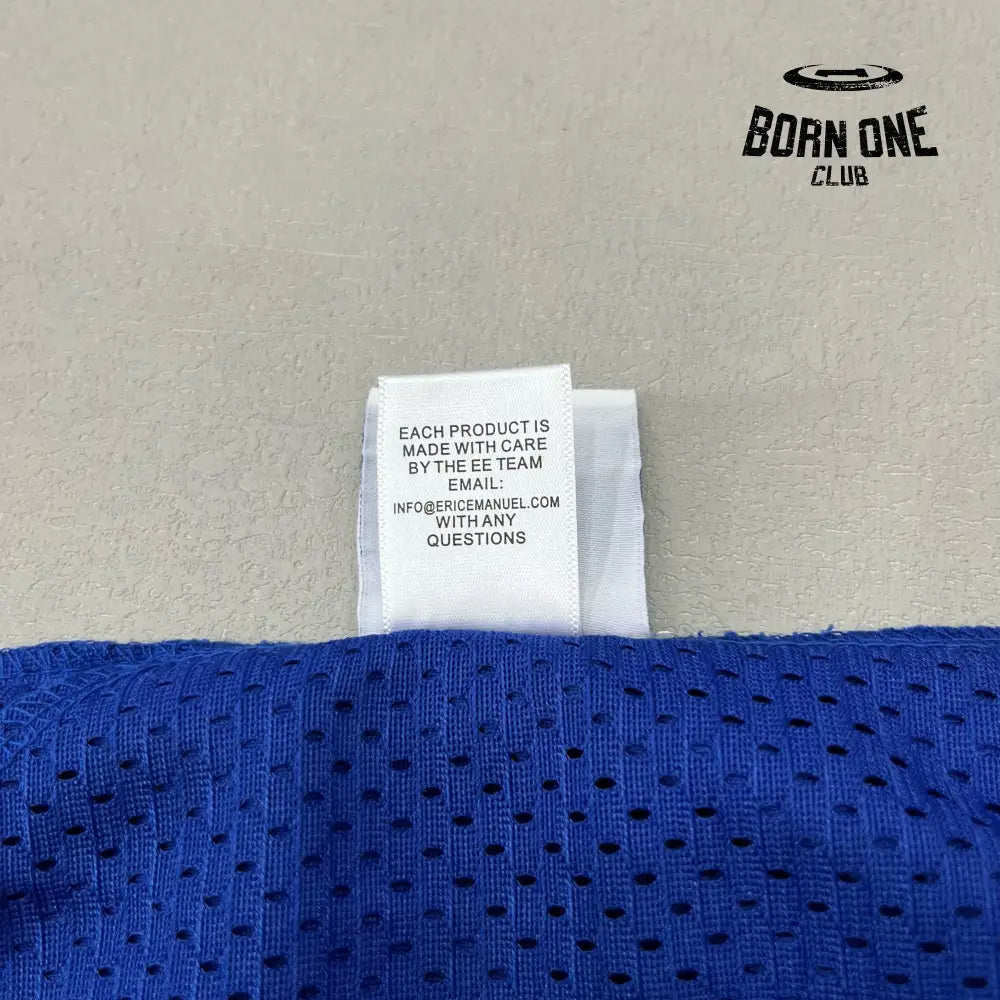 BORN ONE
CLUB
EACH PRODUCT IS
MADE WITH CARE
BY THE EE TEAM
EMAIL:
INFO@ERICEMANUEL.COM
WITH ANY
QUESTIONS